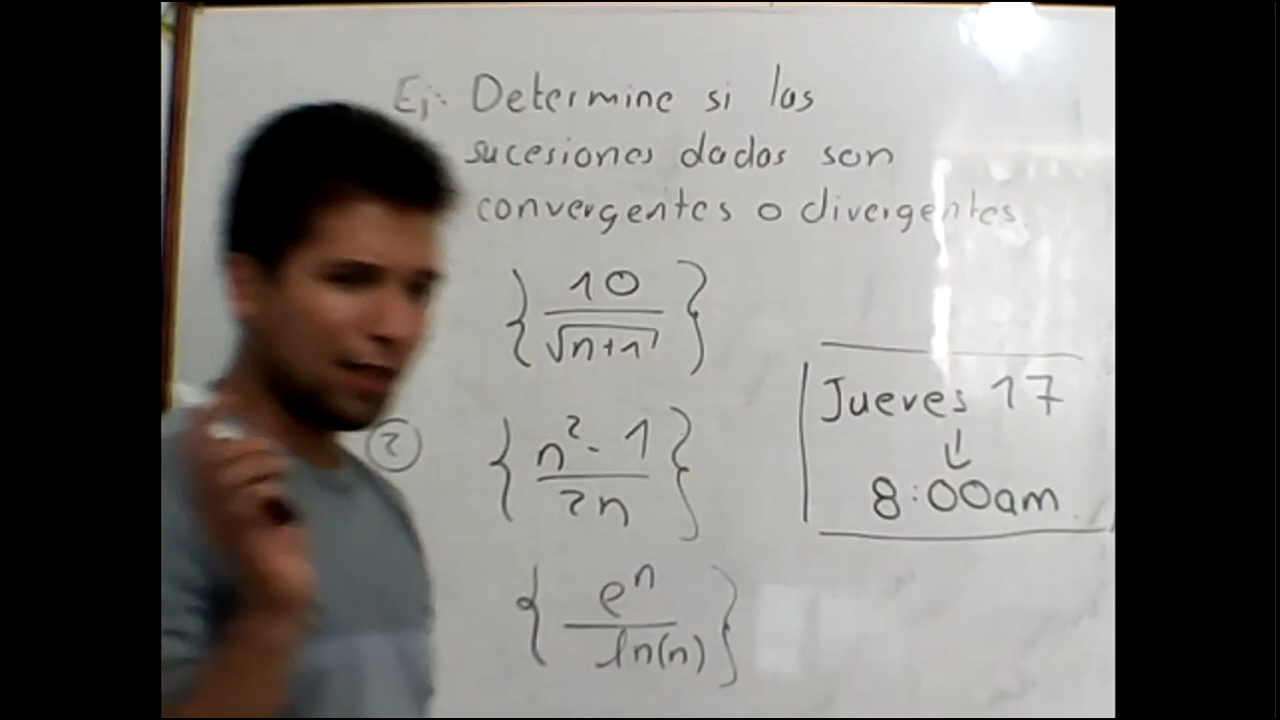 Ej: Determine si las
sucesiones dadas son
convergentes o divergentes.
{ 10 / √(n+1) }
② { n² - 1 / 2n }
{ eⁿ / ln(n) }
Jueves 17
↓
8:00am